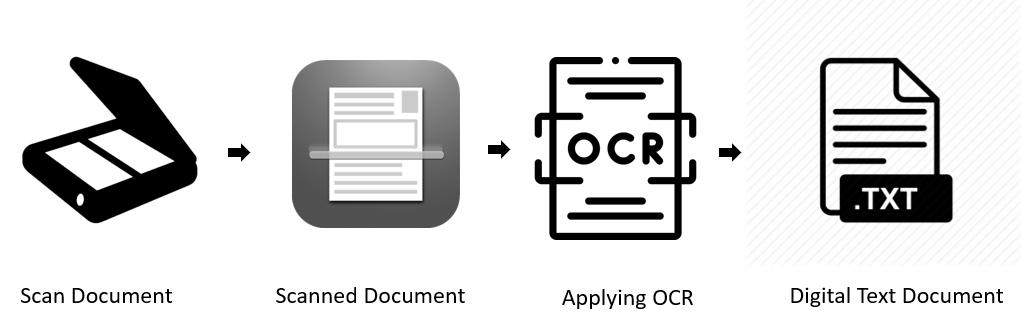 OCR
.TXT
Scan Document
Scanned Document
Applying OCR
Digital Text Document